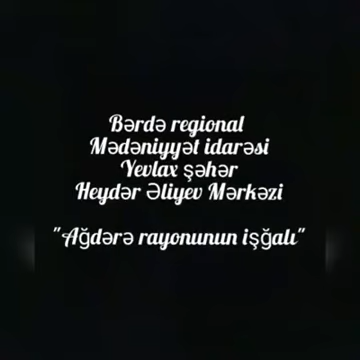 Bərdə regional
Mədəniyyət idarəsi
Yevlax şəhər
Heydər Əliyev Mərkəzi
"Ağdərə rayonunun işğalı"